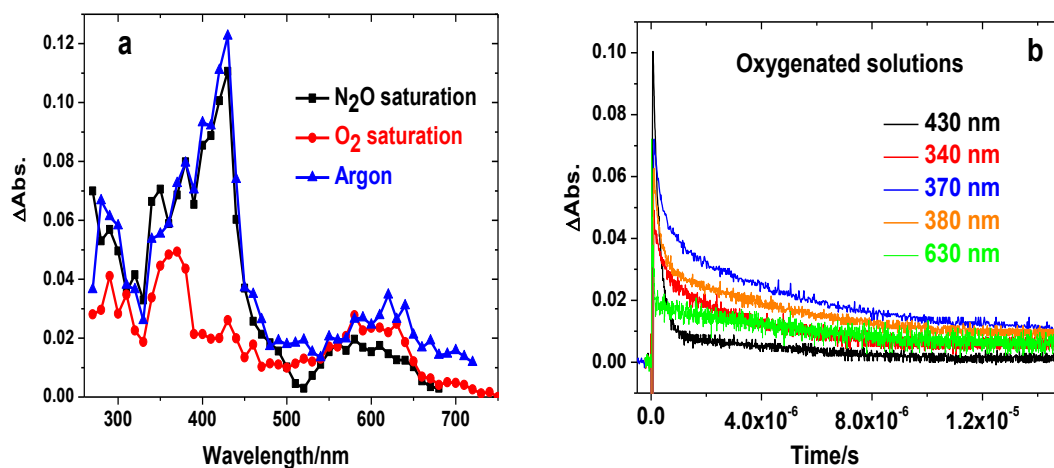 a
N2O saturation
O2 saturation
Argon
ΔAbs.
0.12
0.10
0.08
0.06
0.04
0.02
0.00
300 400 500 600 700
Wavelength/nm
b
Oxygenated solutions
430 nm
340 nm
370 nm
380 nm
630 nm
ΔAbs.
0.10
0.08
0.06
0.04
0.02
0.00
0.0 4.0x10-6 8.0x10-6 1.2x10-5
Time/s